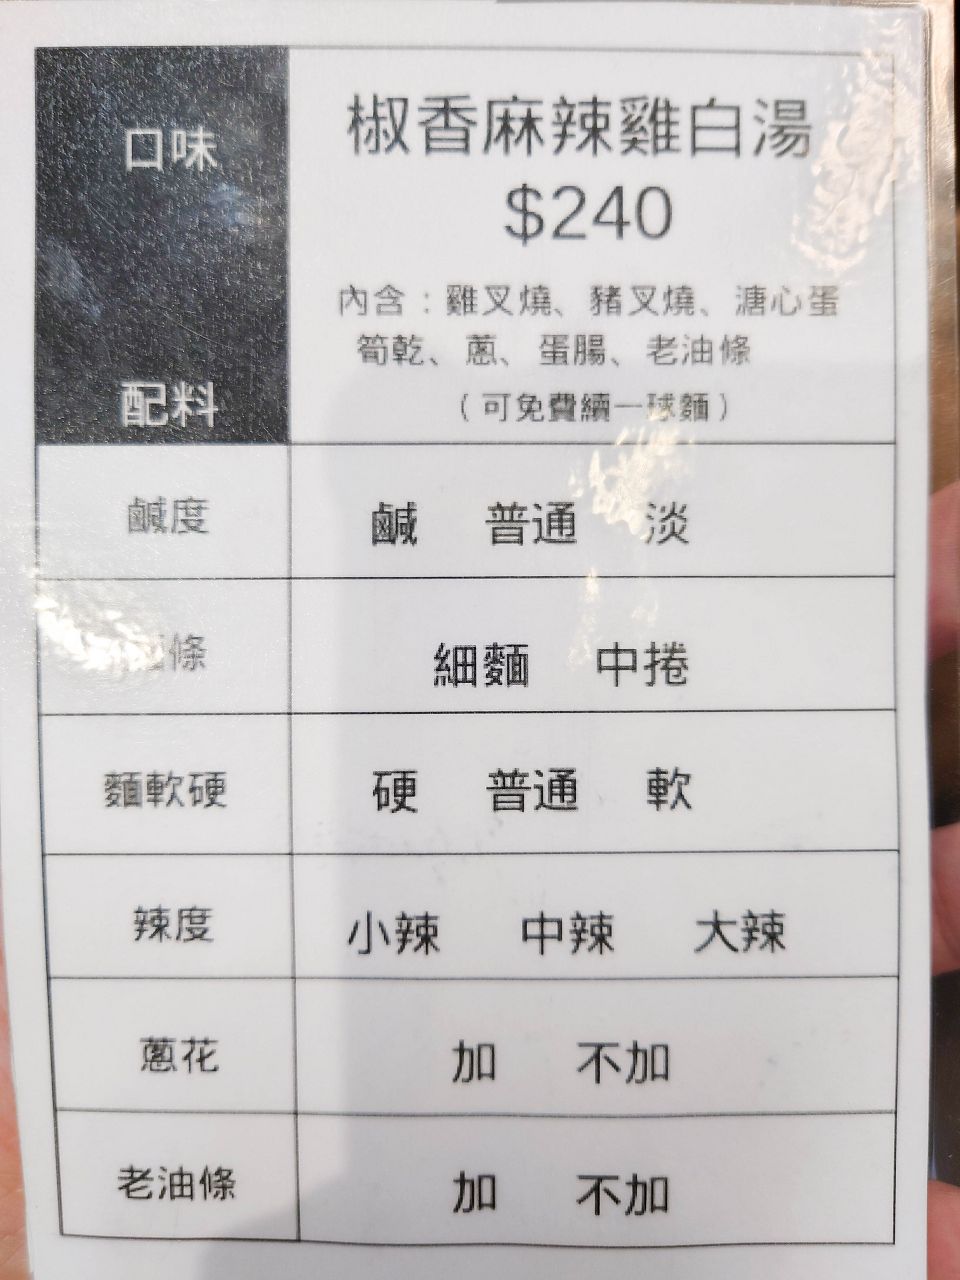 口味
椒香麻辣雞白湯
$240
配料
內含：雞叉燒、豬叉燒、溏心蛋
筍乾、蔥、蛋腸、老油條
（可免費續一球麵）
鹹度
鹹 普通 淡
條
細麵 中捲
麵軟硬
硬 普通 軟
辣度
小辣 中辣 大辣
蔥花
加 不加
老油條
加 不加